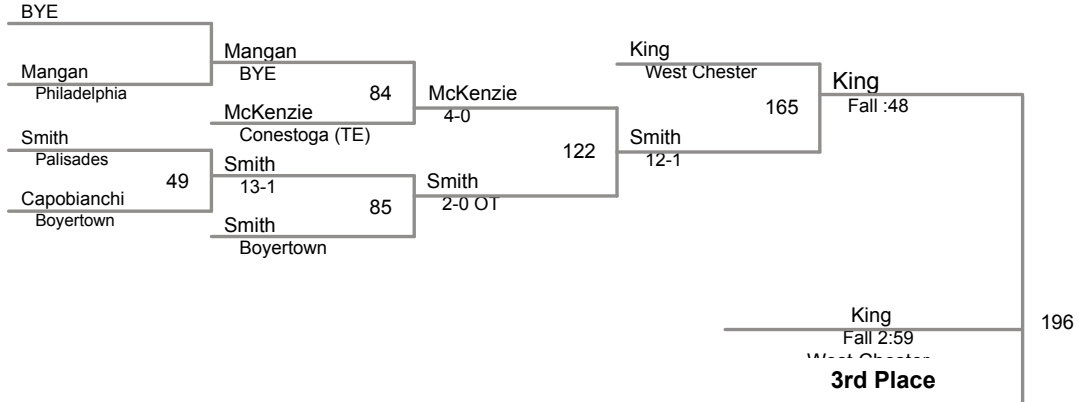 BYE
Mangan
Philadelphia
Smith
Palisades
49
Capobianchi
Boyertown
Mangan
BYE
84
McKenzie
Conestoga (TE)
Smith
13-1
85
Smith
Boyertown
McKenzie
4-0
122
Smith
2-0 OT
King
West Chester
165
Smith
12-1
King
Fall :48
196
King
Fall 2:59
West Chester
3rd Place